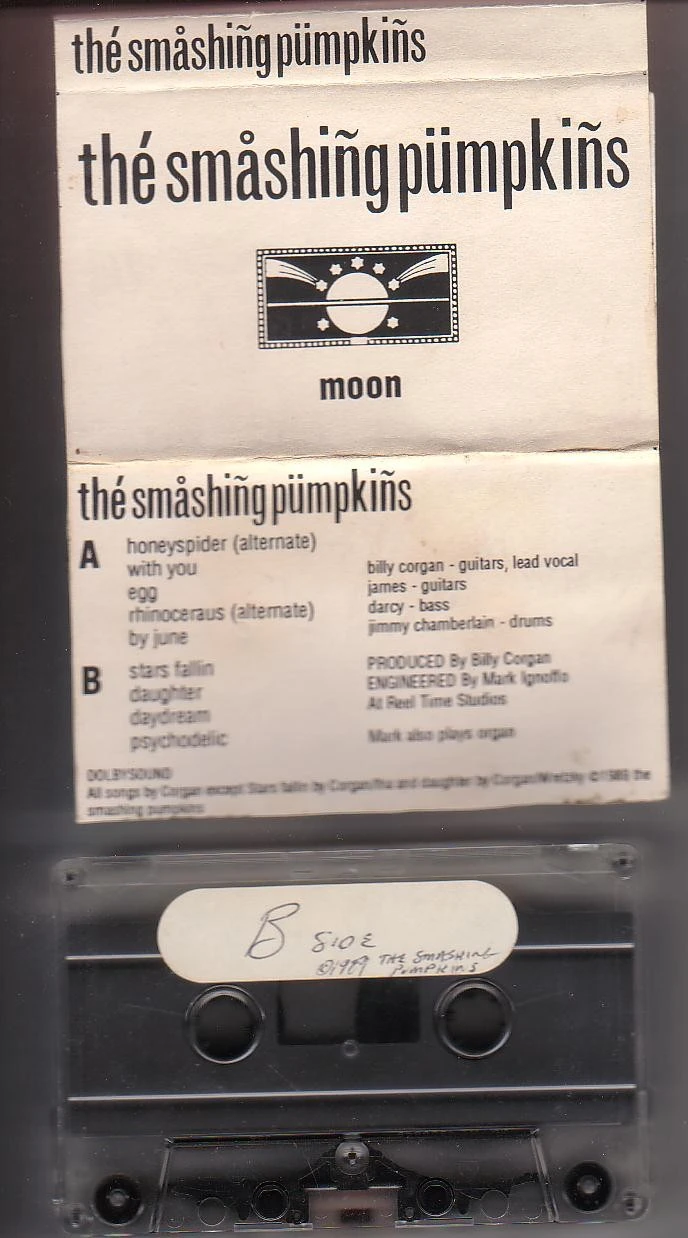 thé småshiñg pümpkiñs
thé småshiñg pümpkiñs
moon
thé småshiñg pümpkiñs
A
honeyspider (alternate)
with you
egg
rhinoceraus (alternate)
by june
billy corgan - guitars, lead vocal
james - guitars
darcy - bass
jimmy chamberlain - drums
B
stars fallin
daughter
daydream
psychodelic
PRODUCED By Billy Corgan
ENGINEERED By Mark Ignoffo
At Reel Time Studios
Mark also plays organ
DOLBYSOUND
All songs by Corgan except Stars fallin by Corgan/Iha and daughter by Corgan/Wretzky ©1989 the
smashing pumpkins
B SIDE
©1989 THE SMASHING
PUMPKINS